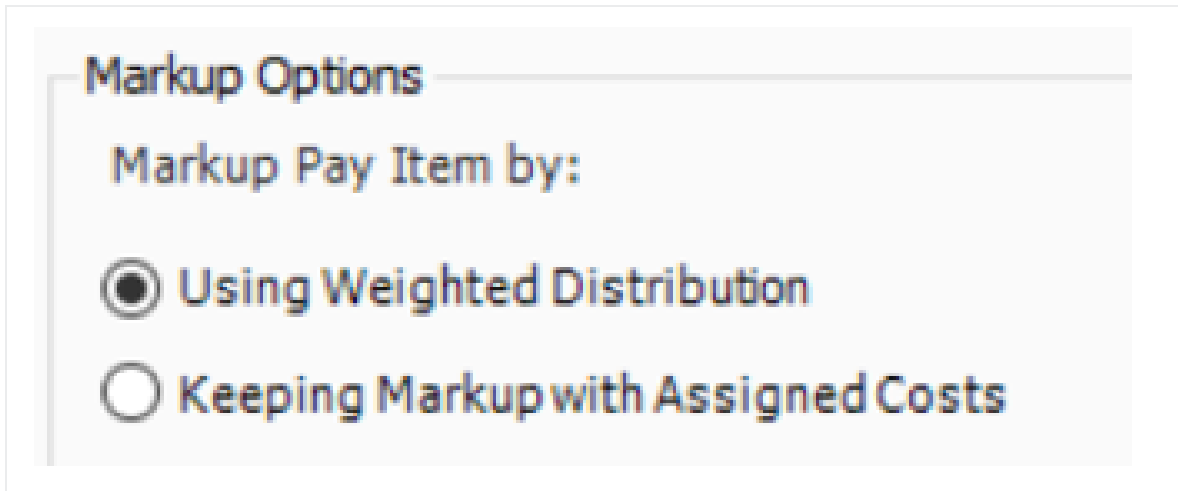 Markup Options
Markup Pay Item by:
Using Weighted Distribution
Keeping Markup with Assigned Costs